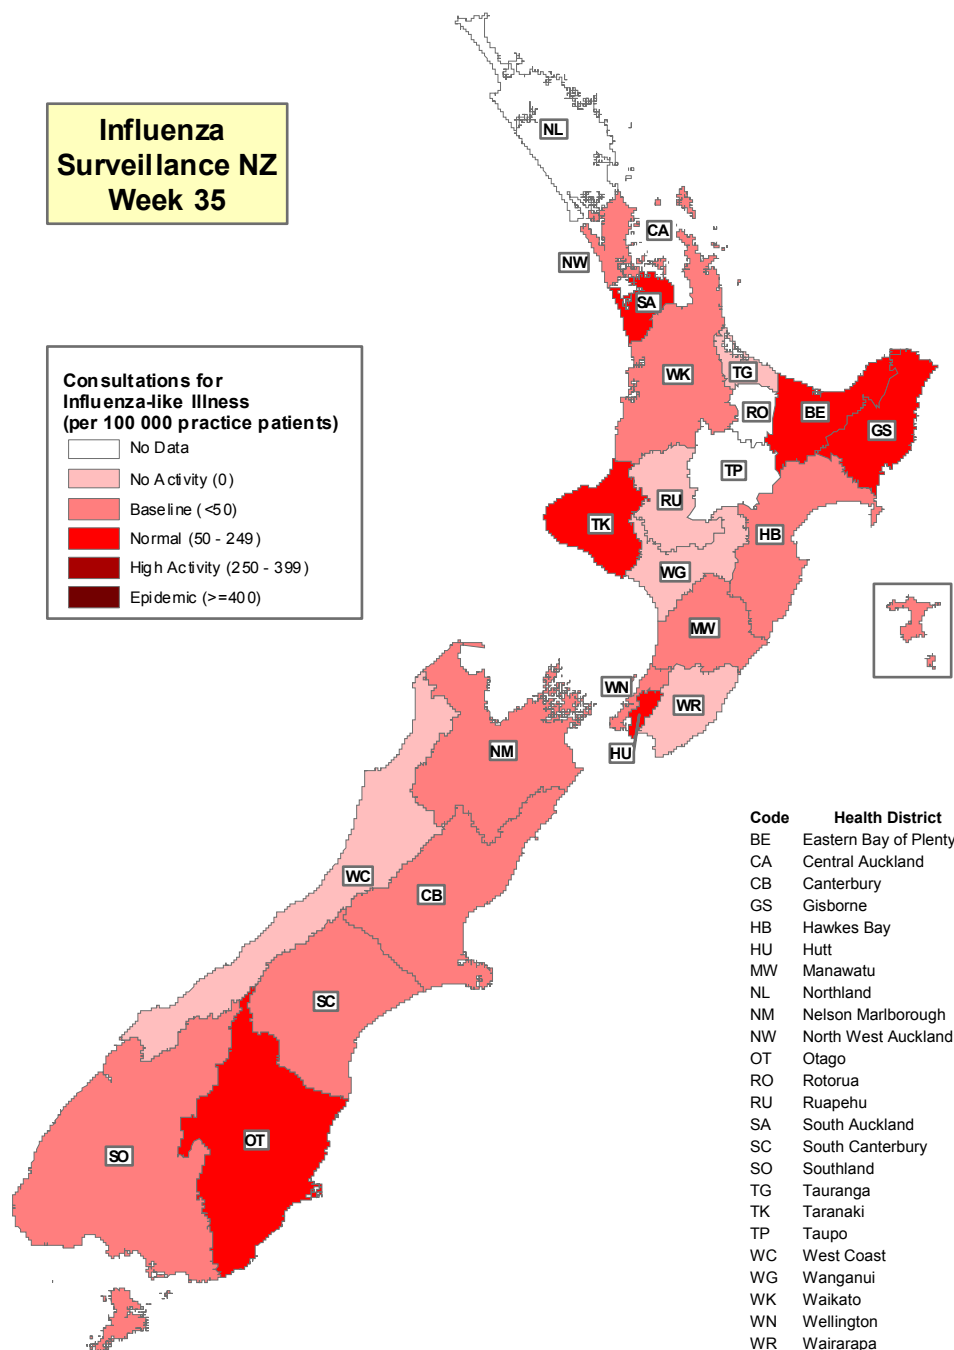 Influenza
Surveillance NZ
Week 35
NL
CA
NW
SA
WK
TG
RO
BE
GS
TP
RU
TK
HB
WG
MW
WN
WR
HU
NM
WC
CB
SC
OT
SO
Consultations for
Influenza-like Illness
(per 100 000 practice patients)
No Data
No Activity (0)
Baseline (<50)
Normal (50 - 249)
High Activity (250 - 399)
Epidemic (>=400)
Code Health District
BE Eastern Bay of Plenty
CA Central Auckland
CB Canterbury
GS Gisborne
HB Hawkes Bay
HU Hutt
MW Manawatu
NL Northland
NM Nelson Marlborough
NW North West Auckland
OT Otago
RO Rotorua
RU Ruapehu
SA South Auckland
SC South Canterbury
SO Southland
TG Tauranga
TK Taranaki
TP Taupo
WC West Coast
WG Wanganui
WK Waikato
WN Wellington
WR Wairarapa